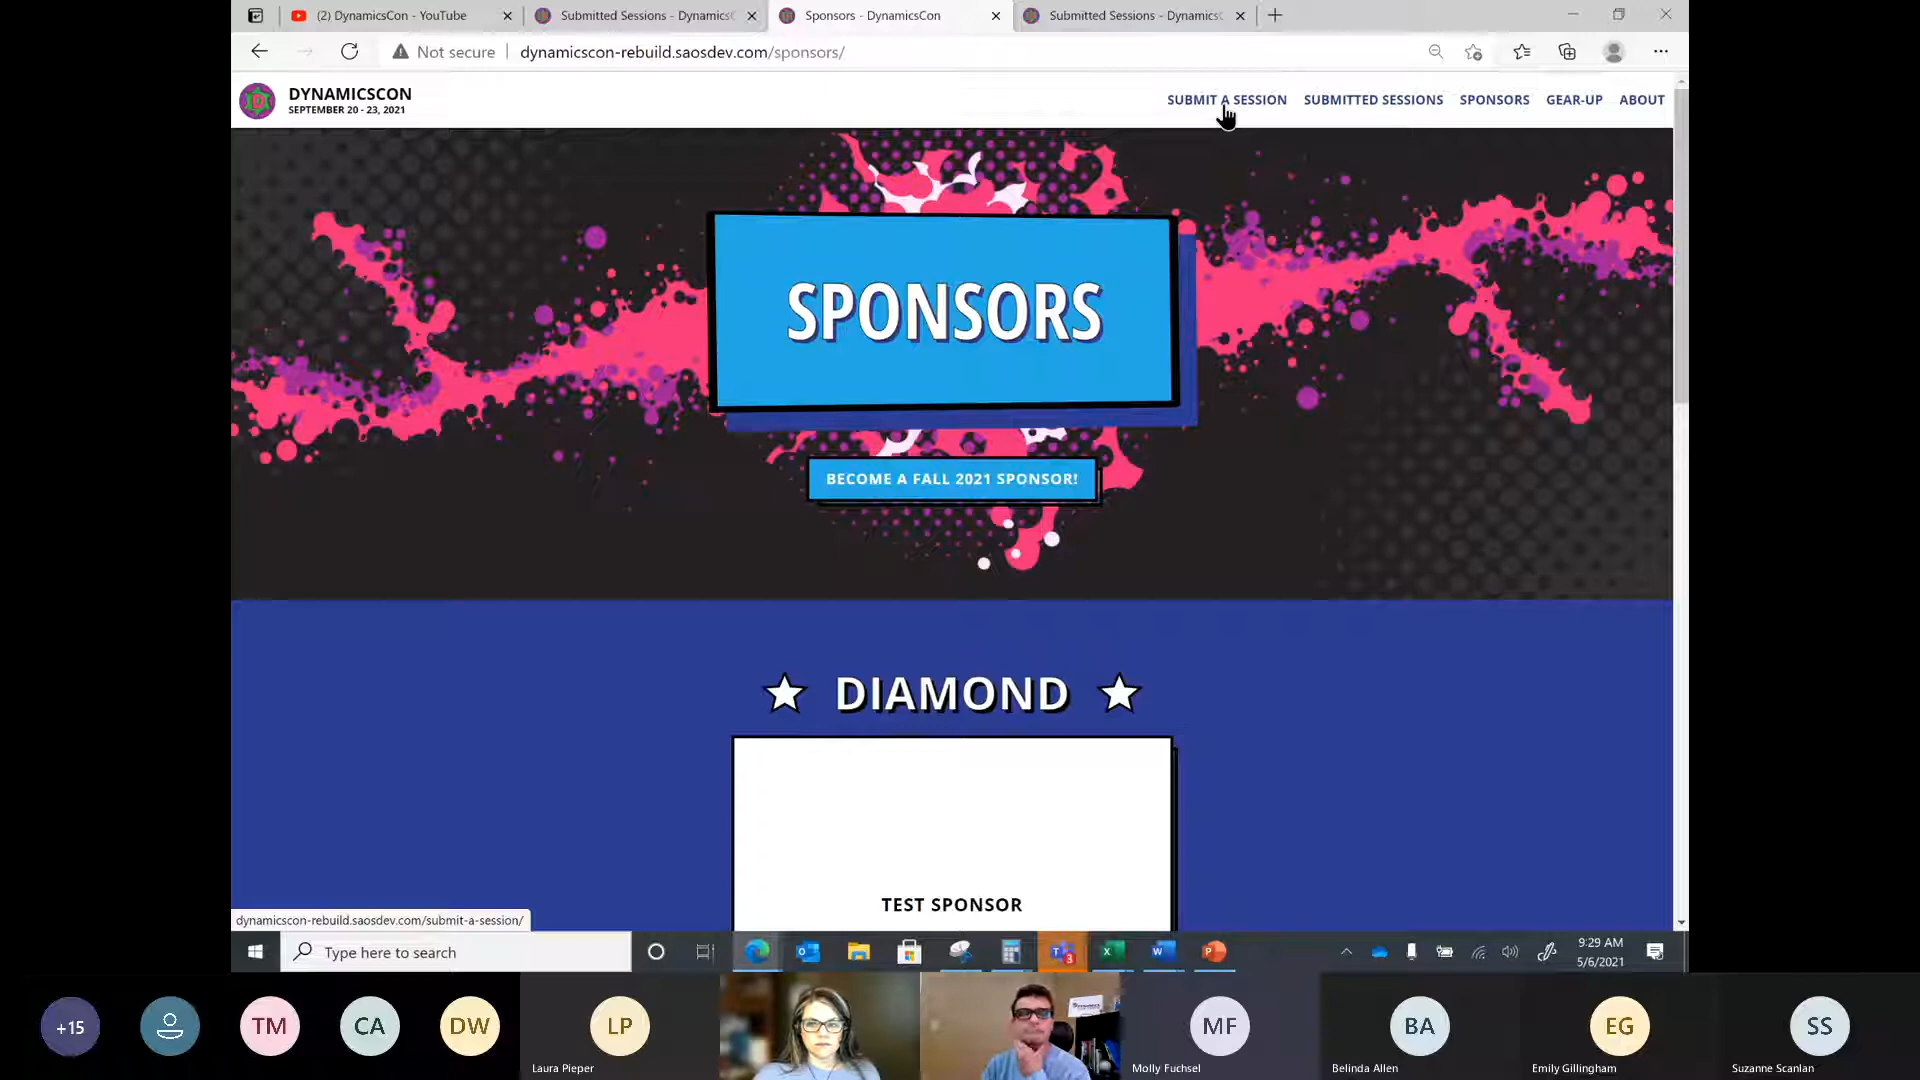 (2) DynamicsCon - YouTube
Submitted Sessions - Dynamics
Sponsors - DynamicsCon
Submitted Sessions - Dynamics
Not secure
dynamicscon-rebuild.saosdev.com/sponsors/
D
DYNAMICSCON
SEPTEMBER 20 - 23, 2021
SUBMIT A SESSION
SUBMITTED SESSIONS
SPONSORS
GEAR-UP
ABOUT
SPONSORS
BECOME A FALL 2021 SPONSOR!
DIAMOND
TEST SPONSOR
dynamicscon-rebuild.saosdev.com/submit-a-session/
Type here to search
3
9:29 AM
5/6/2021
+15
TM
CA
DW
LP
MF
BA
EG
SS
Laura Pieper
Molly Fuchsel
Belinda Allen
Emily Gillingham
Suzanne Scanlan